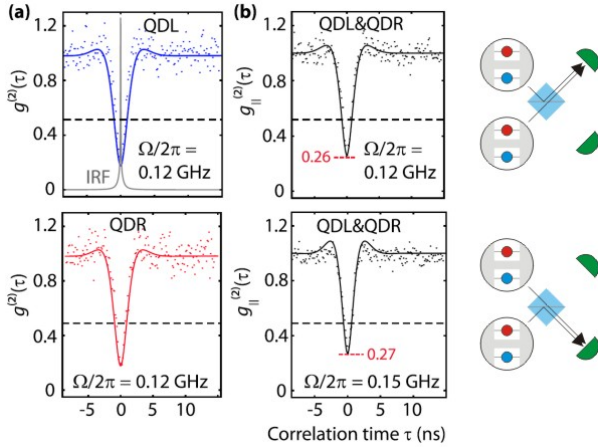 (a)
QDL
g(2)(τ)
1.2
0.8
0.4
0
IRF
Ω/2π =
0.12 GHz
(b)
QDL&QDR
g||(2)(τ)
1.2
0.8
0.4
0
0.26
Ω/2π =
0.12 GHz
QDR
g(2)(τ)
1.2
0.8
0.4
0
Ω/2π = 0.12 GHz
-5 0 5 10
QDL&QDR
g||(2)(τ)
1.2
0.8
0.4
0
0.27
Ω/2π = 0.15 GHz
-5 0 5 10
Correlation time τ (ns)